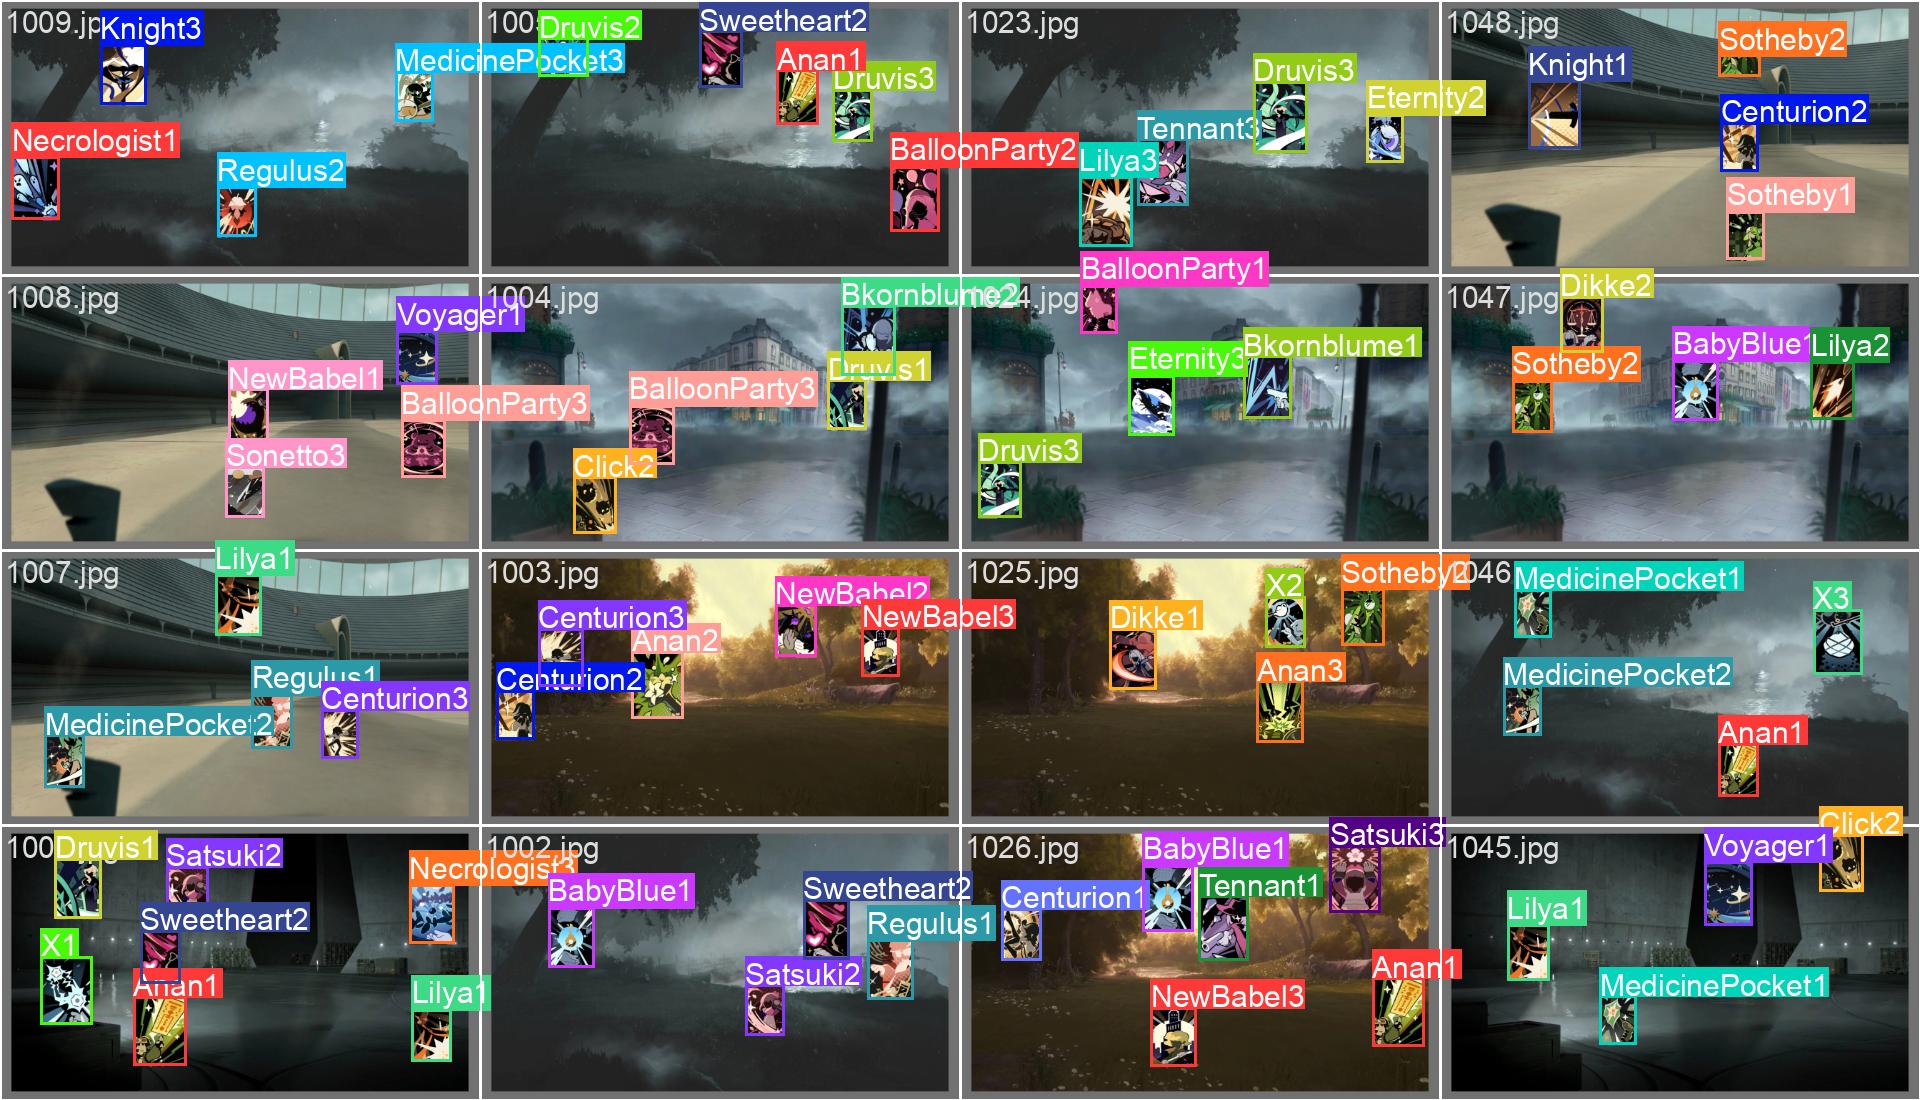 1009.jp
Knight3
MedicinePocket3
Necrologist1
Regulus2
1005
Druvis2
Sweetheart2
Anan1
Druvis3
BalloonParty2
1023.jpg
Druvis3
Eternity2
Tennant3
Lilya3
1048.jpg
Sotheby2
Knight1
Centurion2
Sotheby1
1008.jpg
Voyager1
NewBabel1
BalloonParty3
Sonetto3
1004.jpg
Bkornblume2
Druvis1
BalloonParty3
Click2
4.jpg
BalloonParty1
Eternity3
Bkornblume1
Druvis3
1047.jpg
Dikke2
Sotheby2
BabyBlue1
Lilya2
1007.jpg
Lilya1
Regulus1
Centurion3
MedicinePocket2
1003.jpg
NewBabel2
Centurion3
NewBabel3
Anan2
Centurion2
1025.jpg
X2
Sotheby2
Dikke1
Anan3
046.
MedicinePocket1
X3
MedicinePocket2
Anan1
100
Druvis1
Satsuki2
Necrologist3
Sweetheart2
X1
Anan1
Lilya1
1002.jpg
BabyBlue1
Sweetheart2
Regulus1
Satsuki2
1026.jpg
BabyBlue1
Satsuki3
Centurion1
Tennant1
Anan1
NewBabel3
1045.jpg
Click2
Voyager1
Lilya1
MedicinePocket1